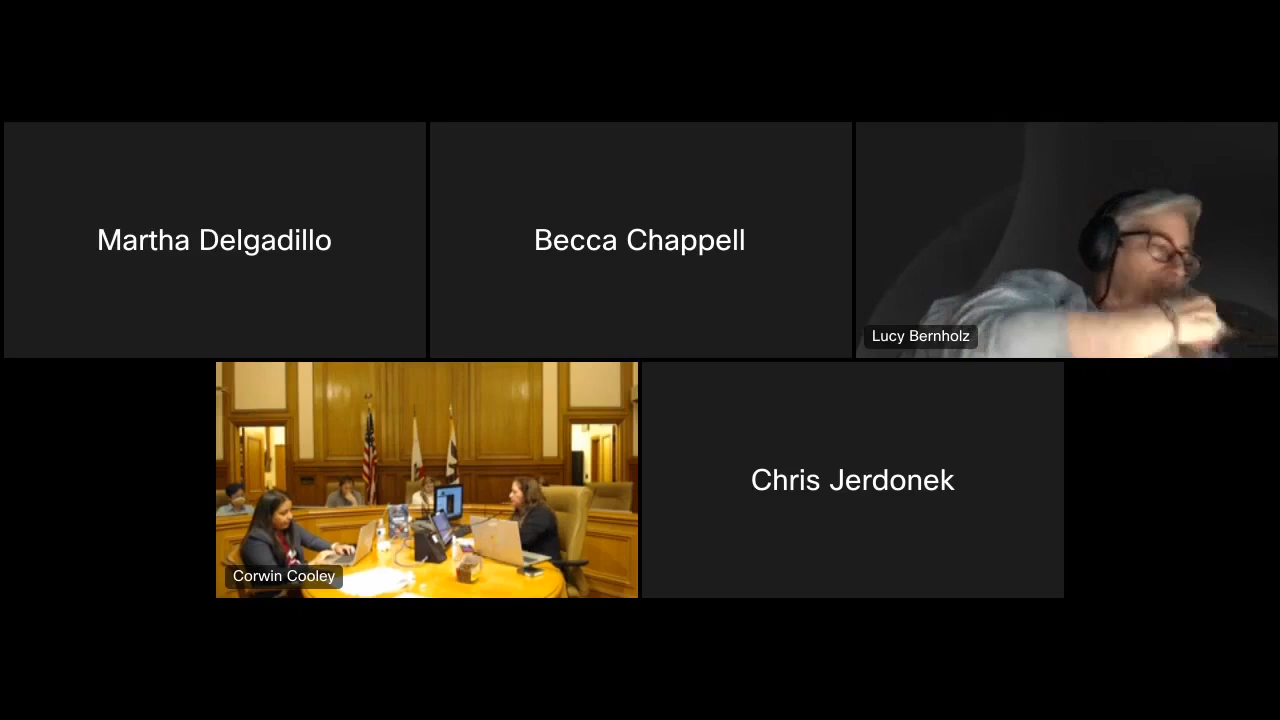 Martha Delgadillo
Becca Chappell
Lucy Bernholz
Corwin Cooley
Chris Jerdonek